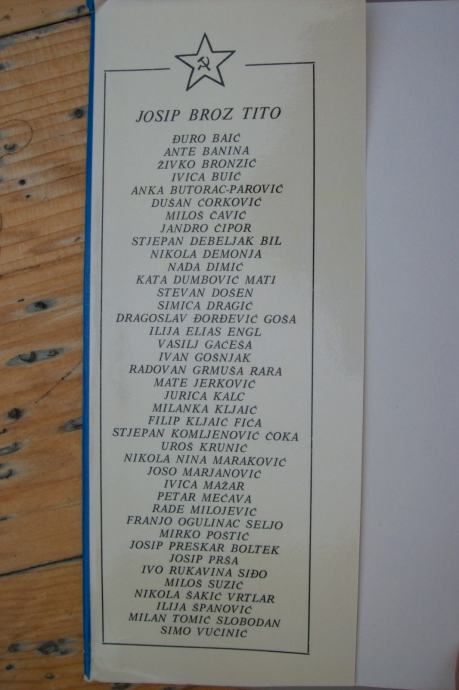 JOSIP BROZ TITO
ĐURO BAIĆ
ANTE BANINA
ŽIVKO BRONZIĆ
IVICA BUIĆ
ANKA BUTORAC-PAROVIĆ
DUŠAN ĆORKOVIĆ
MILOŠ ČAVIĆ
JANDRO ČIPOR
STJEPAN DEBELJAK BIL
NIKOLA DEMONJA
NADA DIMIĆ
KATA DUMBOVIĆ MATI
STEVAN DOŠEN
SIMICA DRAGIĆ
DRAGOSLAV ĐORĐEVIĆ GOŠA
ILIJA ELIAS ENGL
VASILJ GAĆEŠA
IVAN GOŠNJAK
RADOVAN GRMUŠA RARA
MATE JERKOVIĆ
JURICA KALC
MILANKA KLJAIĆ
FILIP KLJAIĆ FIĆA
STJEPAN KOMLJENOVIĆ ČOKA
UROŠ KRUNIĆ
NIKOLA NINA MARAKOVIĆ
JOSO MARJANOVIĆ
IVICA MAŽAR
PETAR MEĆAVA
RADE MILOJEVIĆ
FRANJO OGULINAC SELJO
MIRKO POŠTIĆ
JOSIP PRESKAR BOLTEK
JOSIP PRŠA
IVO RUKAVINA SIĐO
MILOŠ SUZIĆ
NIKOLA ŠAKIĆ VRTLAR
ILIJA ŠPANOVIĆ
MILAN TOMIĆ SLOBODAN
SIMO VUČINIĆ